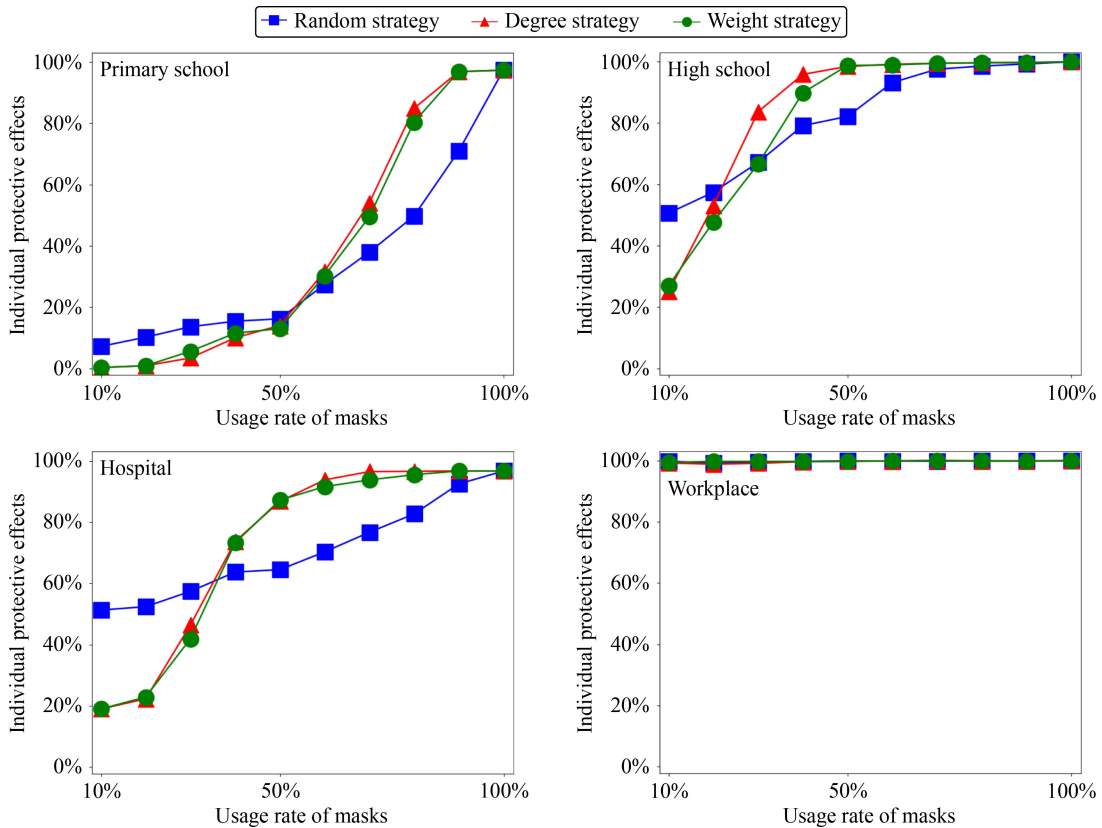 Random strategy Degree strategy Weight strategy
Primary school
100%
80%
60%
40%
20%
0%
Individual protective effects
10% 50% 100%
Usage rate of masks
High school
100%
80%
60%
40%
20%
0%
Individual protective effects
10% 50% 100%
Usage rate of masks
Hospital
100%
80%
60%
40%
20%
0%
Individual protective effects
10% 50% 100%
Usage rate of masks
Workplace
100%
80%
60%
40%
20%
0%
Individual protective effects
10% 50% 100%
Usage rate of masks